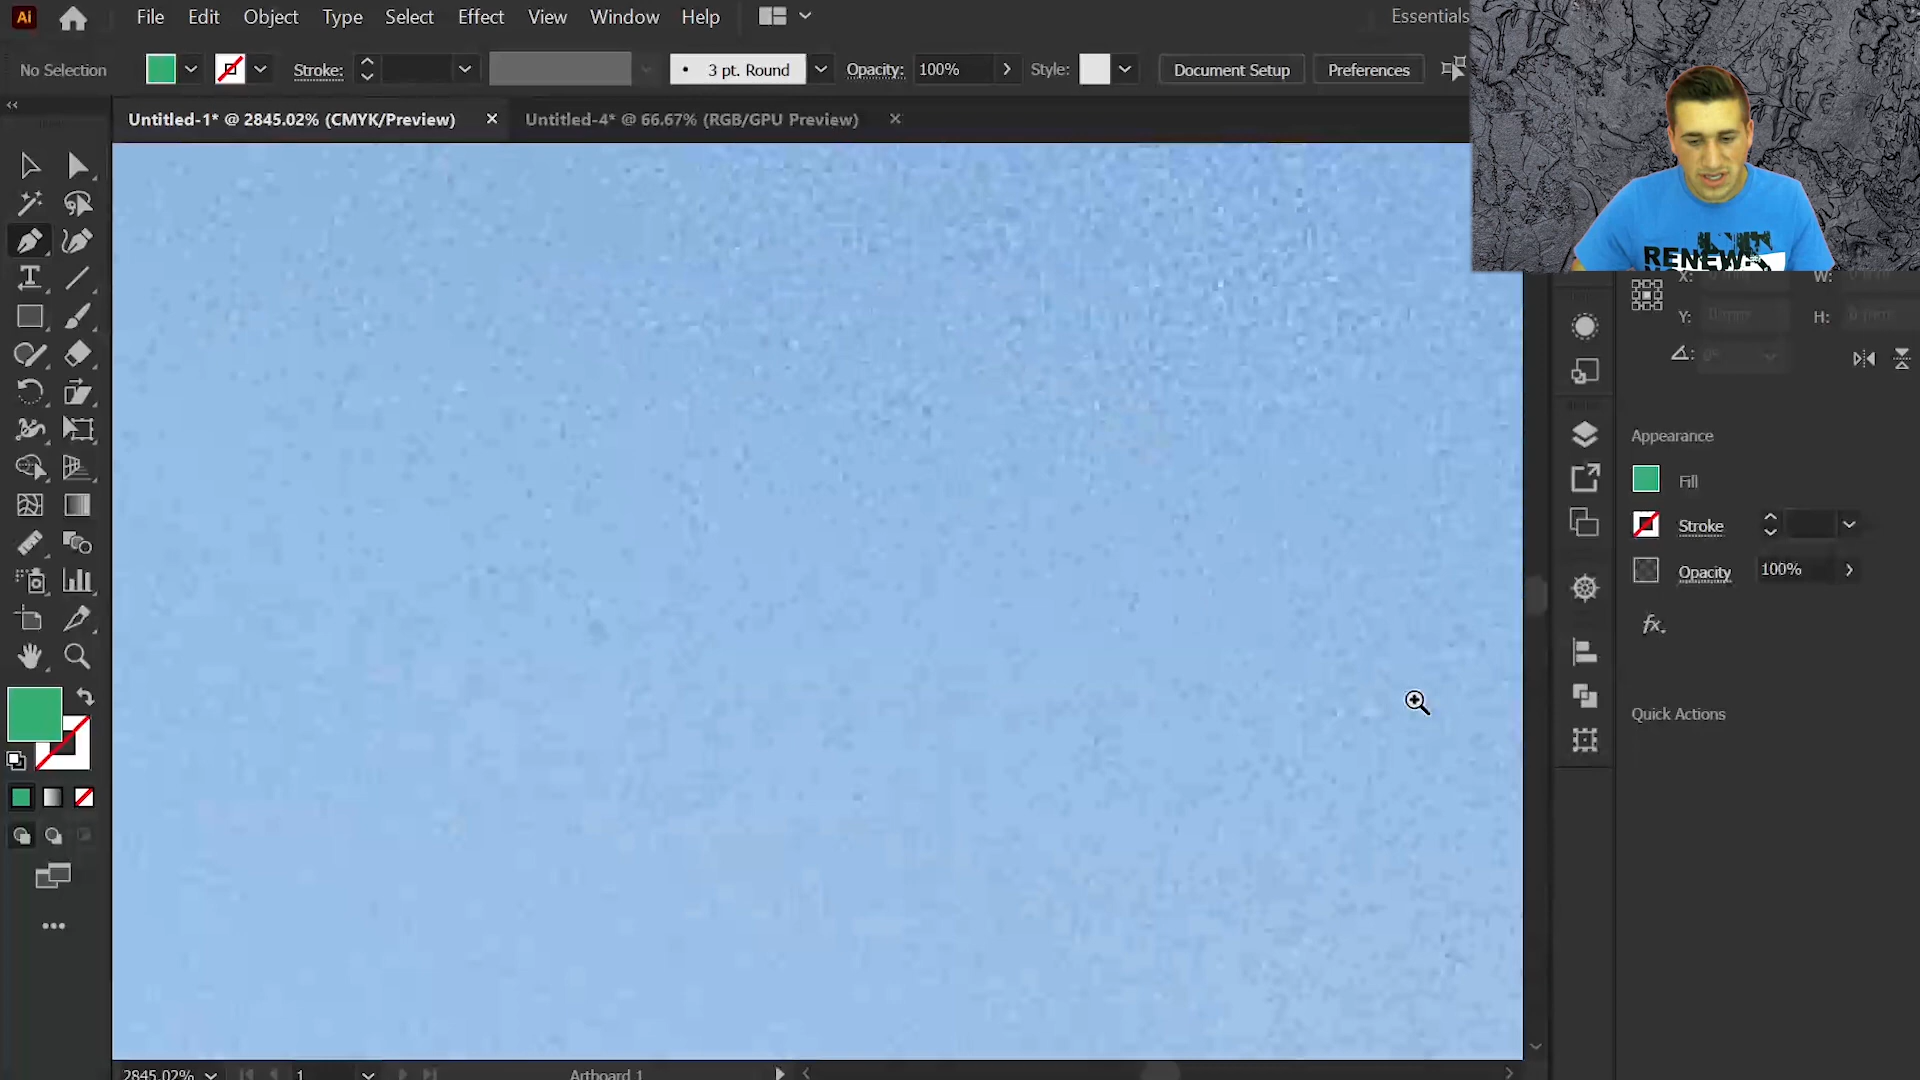 Ai File Edit Object Type Select Effect View Window Help Essentials
No Selection Stroke: 3 pt. Round Opacity: 100% Style: Document Setup Preferences
Untitled-1* @ 2845.02% (CMYK/Preview) × Untitled-4* @ 66.67% (RGB/GPU Preview) ×
RENEW:
X: W:
Y: H:
Appearance
Fill
Stroke
Opacity 100%
fx.
Quick Actions
2845.02% 1 Artboard 1